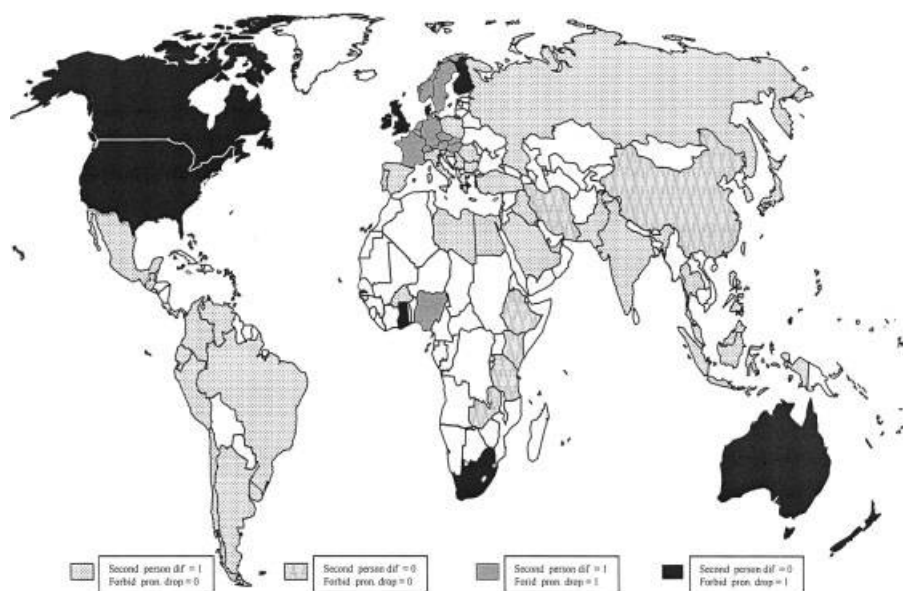 Second person dif = 1
Forbid pron. drop = 0
Second person dif = 0
Forbid pron. drop = 0
Second person dif = 1
Forid pron. drop = 1
Second person dif = 0
Forbid pron. drop = 1